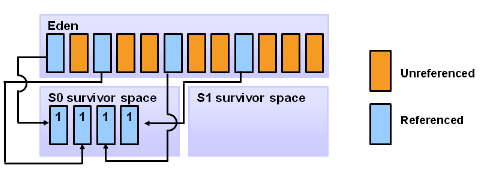 Eden
S0 survivor space
S1 survivor space
1 1 1 1
Unreferenced
Referenced